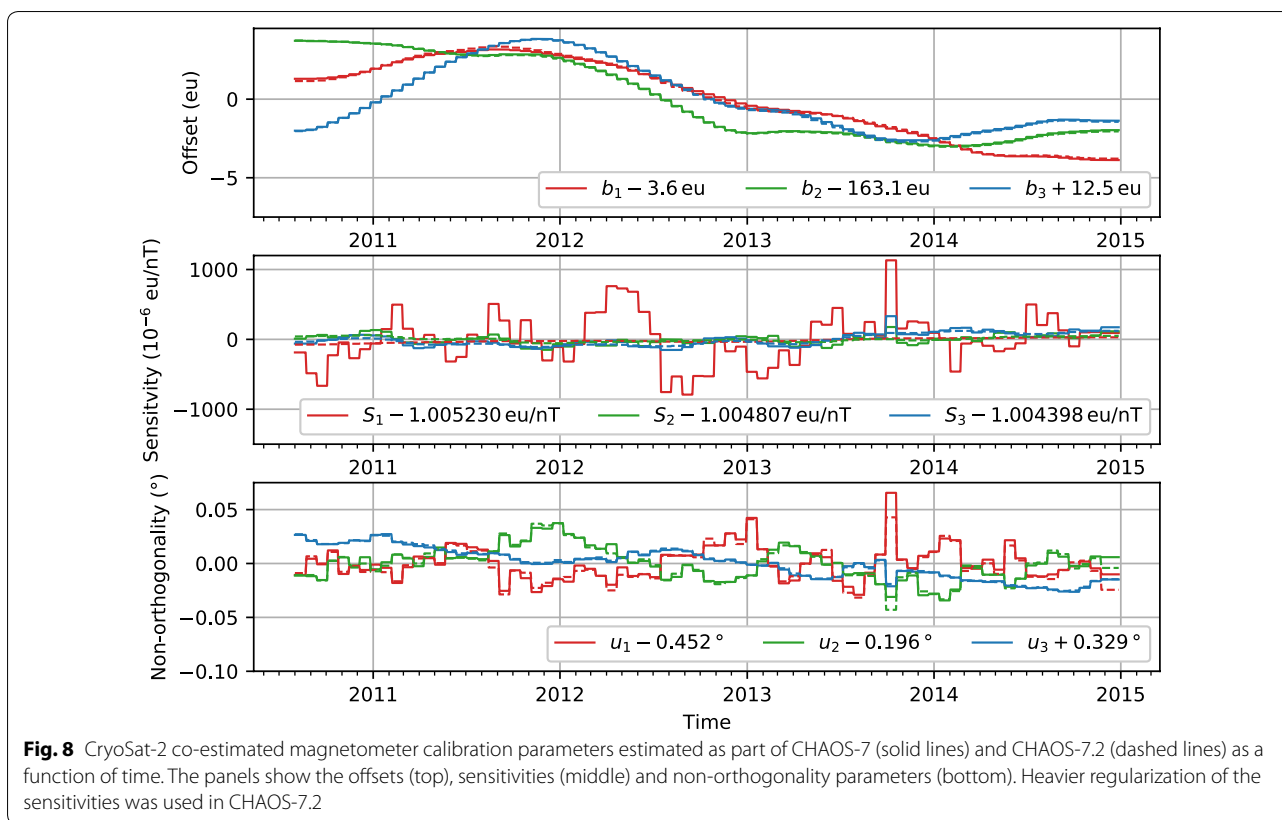 Offset (eu)
0
−5
b₁ − 3.6 eu b₂ − 163.1 eu b₃ + 12.5 eu
2011 2012 2013 2014 2015
Sensitvity (10⁻⁶ eu/nT)
1000
0
−1000
S₁ − 1.005230 eu/nT S₂ − 1.004807 eu/nT S₃ − 1.004398 eu/nT
2011 2012 2013 2014 2015
Non-orthogonality (°)
0.05
0.00
−0.05
−0.10
u₁ − 0.452 ° u₂ − 0.196 ° u₃ + 0.329 °
2011 2012 2013 2014 2015
Time
Fig. 8 CryoSat-2 co-estimated magnetometer calibration parameters estimated as part of CHAOS-7 (solid lines) and CHAOS-7.2 (dashed lines) as a
function of time. The panels show the offsets (top), sensitivities (middle) and non-orthogonality parameters (bottom). Heavier regularization of the
sensitivities was used in CHAOS-7.2